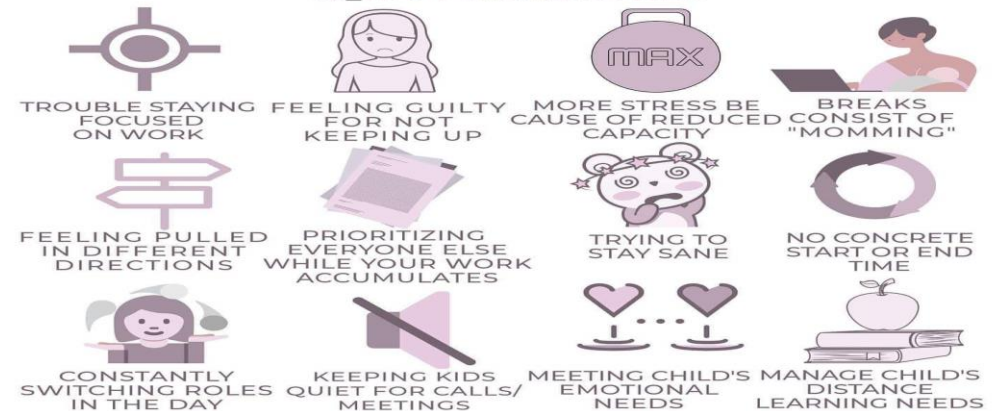 MAX
TROUBLE STAYING
FOCUSED
ON WORK
FEELING GUILTY
FOR NOT
KEEPING UP
MORE STRESS BE
CAUSE OF REDUCED
CAPACITY
BREAKS
CONSIST OF
"MOMMING"
FEELING PULLED
IN DIFFERENT
DIRECTIONS
PRIORITIZING
EVERYONE ELSE
WHILE YOUR WORK
ACCUMULATES
TRYING TO
STAY SANE
NO CONCRETE
START OR END
TIME
CONSTANTLY
SWITCHING ROLES
IN THE DAY
KEEPING KIDS
QUIET FOR CALLS/
MEETINGS
MEETING CHILD'S
EMOTIONAL
NEEDS
MANAGE CHILD'S
DISTANCE
LEARNING NEEDS